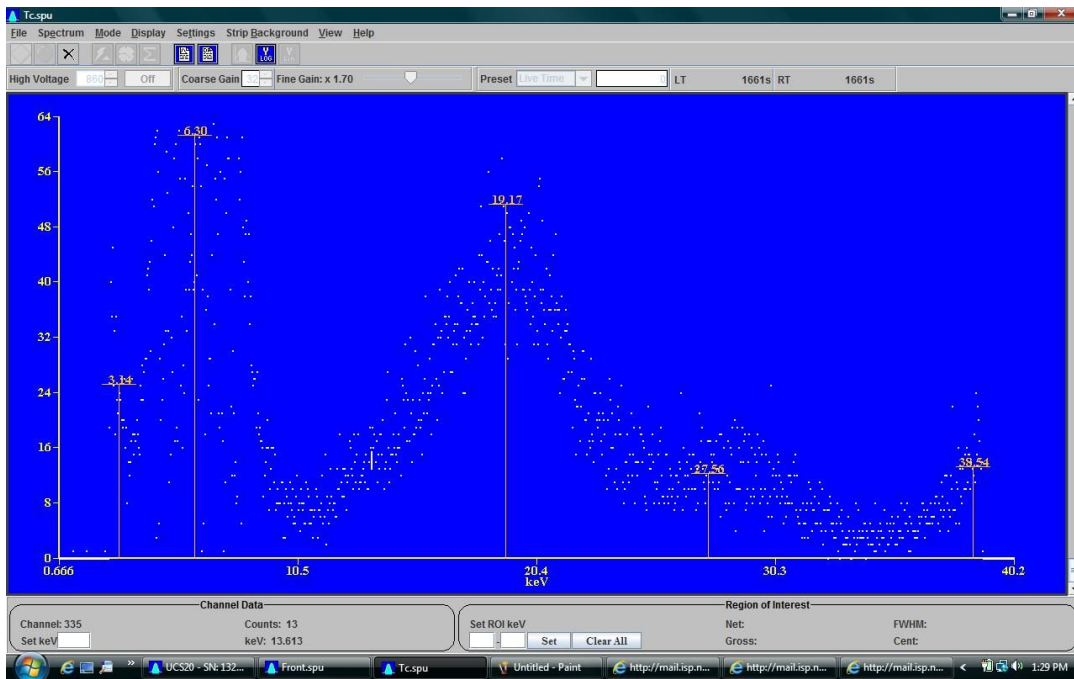 Tc.spu
File Spectrum Mode Display Settings Strip Background View Help
Y LOG
High Voltage 860 Off Coarse Gain 32 Fine Gain: x 1.70 Preset Live Time 0 LT 1661s RT 1661s
64
6.30
56
19.17
48
40
32
3.14
24
16
27.56
38.54
8
0
0.666 10.5 20.4 30.3 40.2
keV
Channel Data
Region of Interest
Channel: 335 Counts: 13 Set ROI keV Net: FWHM:
Set keV keV: 13.613 - Set Clear All Gross: Cent:
UCS20 - SN: 132... Front.spu Tc.spu Untitled - Paint http://mail.isp.n... http://mail.isp.n... http://mail.isp.n... 1:29 PM